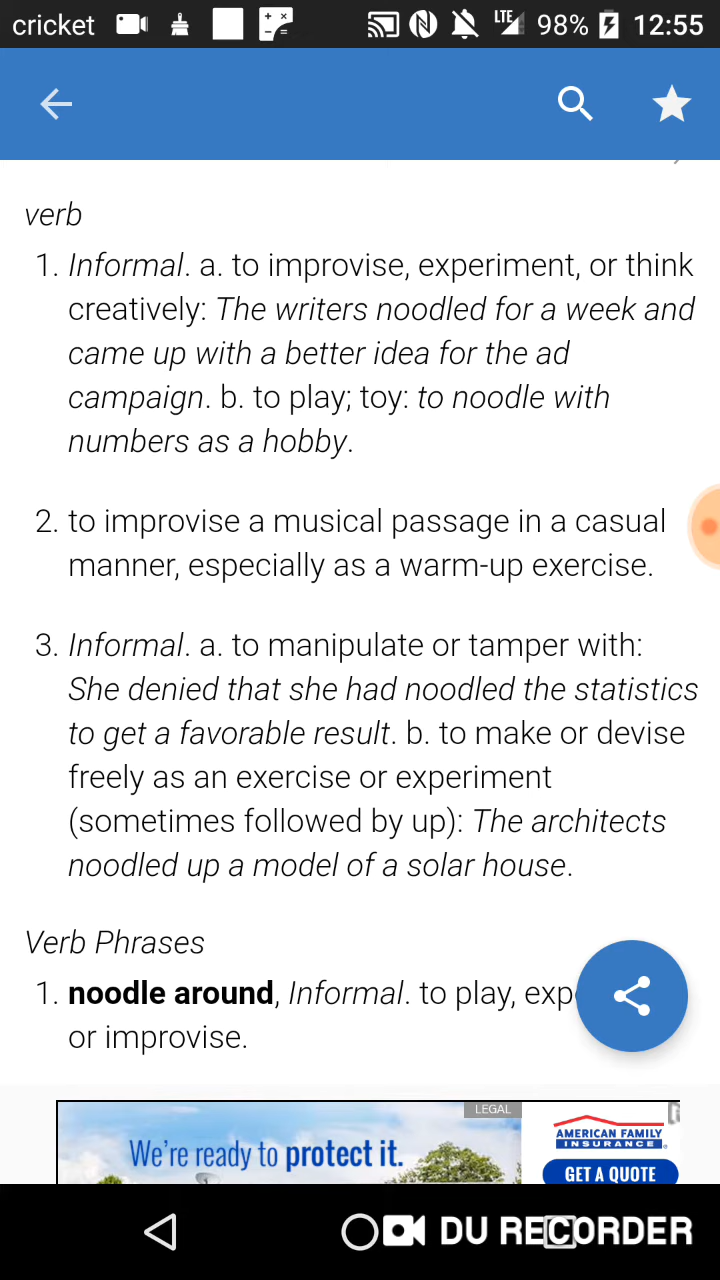 cricket LTE 98% 12:55
verb
1. Informal. a. to improvise, experiment, or think
creatively: The writers noodled for a week and
came up with a better idea for the ad
campaign. b. to play; toy: to noodle with
numbers as a hobby.
2. to improvise a musical passage in a casual
manner, especially as a warm-up exercise.
3. Informal. a. to manipulate or tamper with:
She denied that she had noodled the statistics
to get a favorable result. b. to make or devise
freely as an exercise or experiment
(sometimes followed by up): The architects
noodled up a model of a solar house.
Verb Phrases
1. noodle around, Informal. to play, exp
or improvise.
LEGAL
We're ready to protect it.
AMERICAN FAMILY
INSURANCE
GET A QUOTE
DU RECORDER